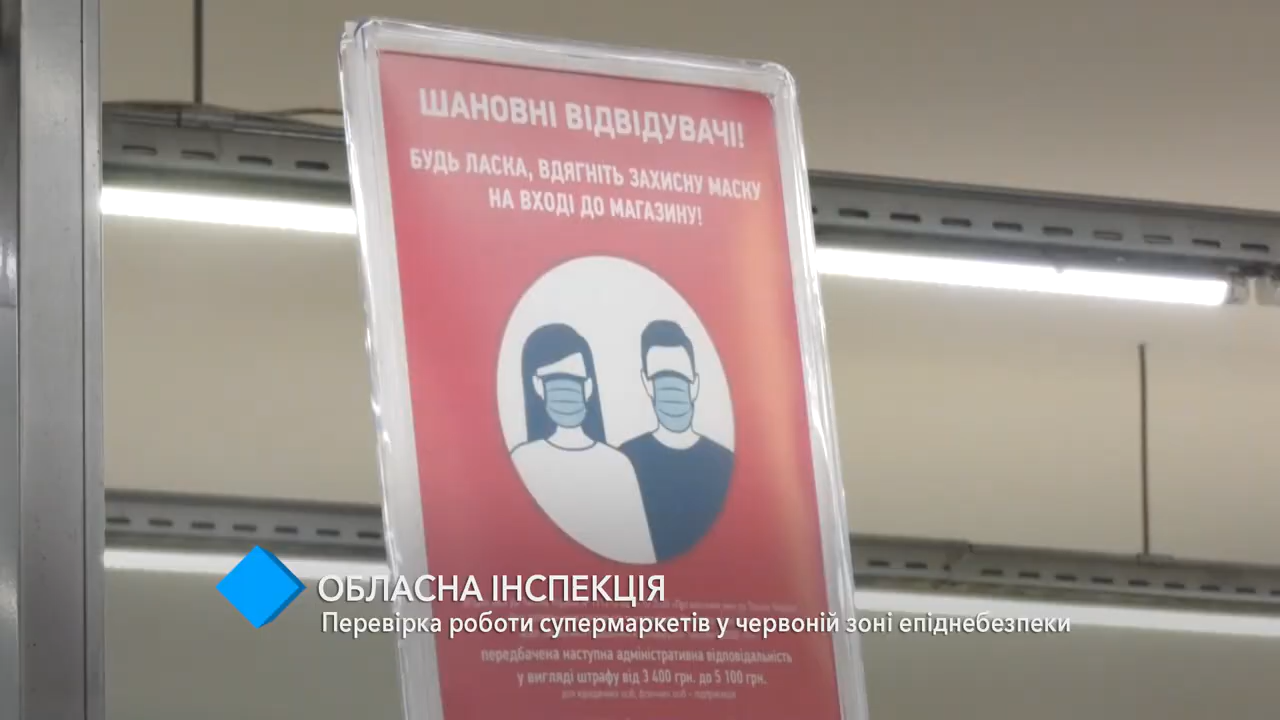 ШАНОВНІ ВІДВІДУВАЧІ!
БУДЬ ЛАСКА, ВДЯГНІТЬ ЗАХИСНУ МАСКУ
НА ВХОДІ ДО МАГАЗИНУ!
ОБЛАСНА ІНСПЕКЦІЯ
Перевірка роботи супермаркетів у червоній зоні епіднебезпеки
передбачена наступна адміністративна відповідальність
у вигляді штрафу від 3 400 грн. до 5 100 грн.